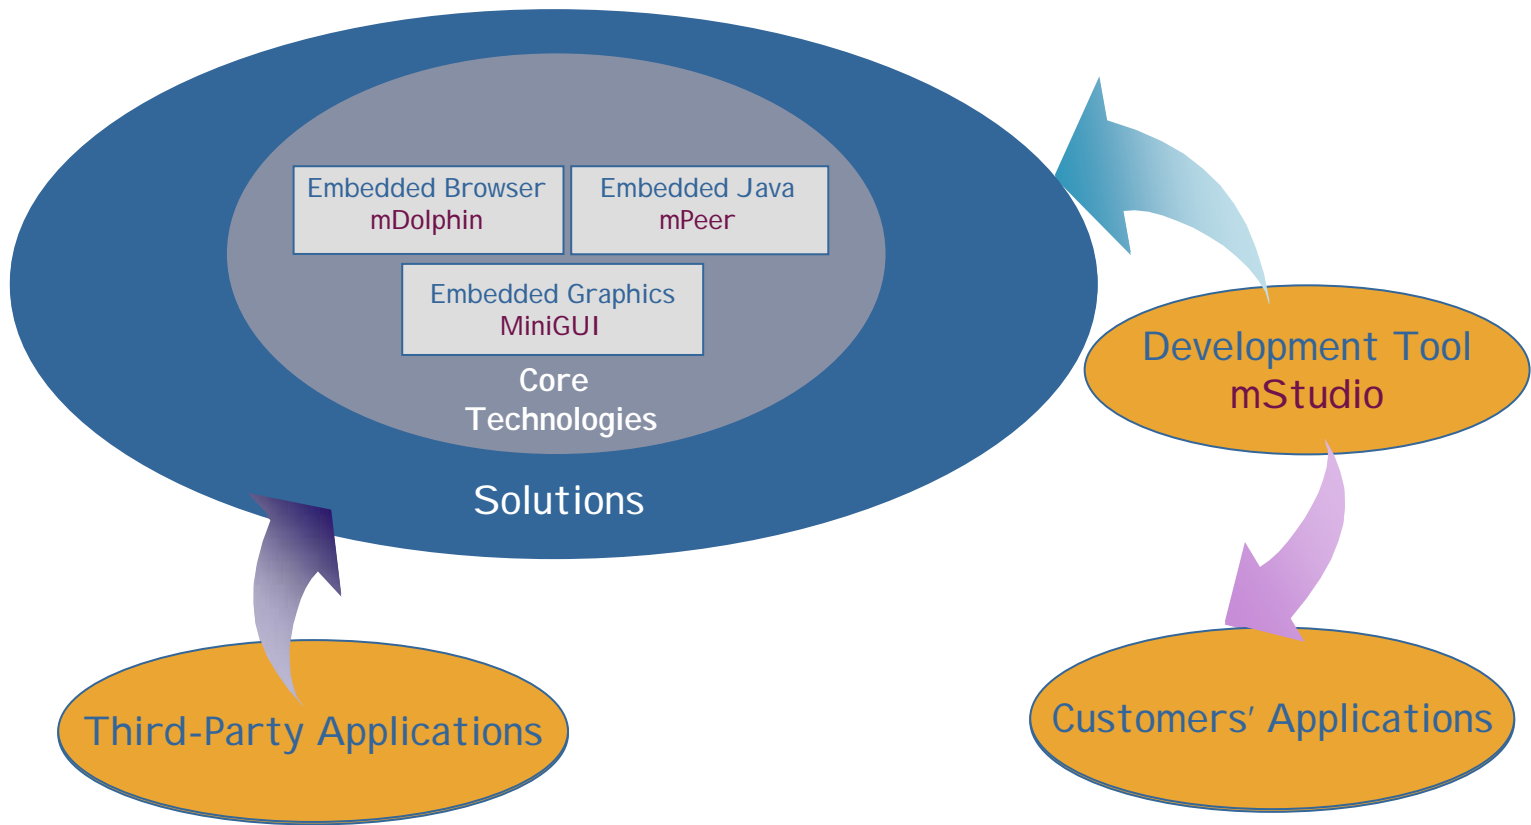 Embedded Browser
mDolphin
Embedded Java
mPeer
Embedded Graphics
MiniGUI
Core
Technologies
Solutions
Development Tool
mStudio
Third-Party Applications
Customers’ Applications